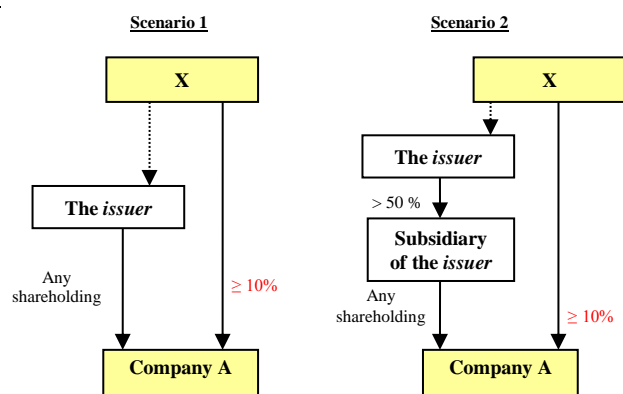 Scenario 1
X
The issuer
Any
shareholding
≥ 10%
Company A
Scenario 2
X
The issuer
> 50 %
Subsidiary
of the issuer
Any
shareholding
≥ 10%
Company A